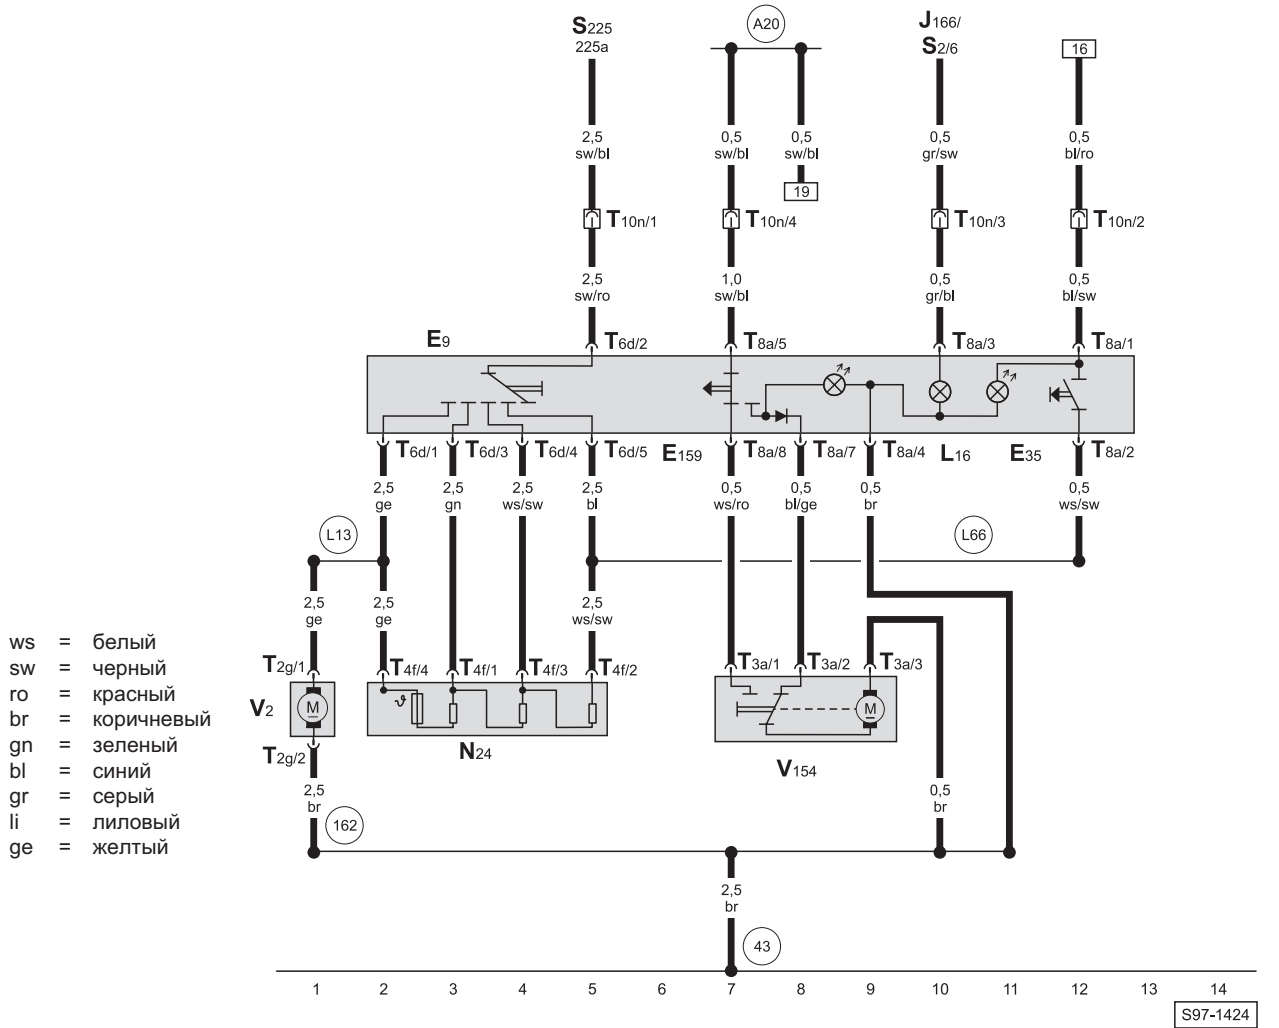 S225
225a
A20
J166/
S2/6
16
2,5
sw/bl
0,5
sw/bl
0,5
sw/bl
0,5
gr/sw
0,5
bl/ro
19
T10n/1
T10n/4
T10n/3
T10n/2
2,5
sw/ro
1,0
sw/bl
0,5
gr/bl
0,5
bl/sw
E9
T6d/2
T8a/5
T8a/3
T8a/1
T6d/1
T6d/3
T6d/4
T6d/5
E159
T8a/8
T8a/7
T8a/4
L16
E35
T8a/2
2,5
ge
2,5
gn
2,5
ws/sw
2,5
bl
0,5
ws/ro
0,5
bl/ge
0,5
br
0,5
ws/sw
L13
L66
2,5
ge
2,5
ge
2,5
ws/sw
T2g/1
T4f/4
T4f/1
T4f/3
T4f/2
T3a/1
T3a/2
T3a/3
V2
M
ϑ
M
T2g/2
N24
V154
2,5
br
0,5
br
162
2,5
br
43
ws = белый
sw = черный
ro = красный
br = коричневый
gn = зеленый
bl = синий
gr = серый
li = лиловый
ge = желтый
1 2 3 4 5 6 7 8 9 10 11 12 13 14
S97-1424